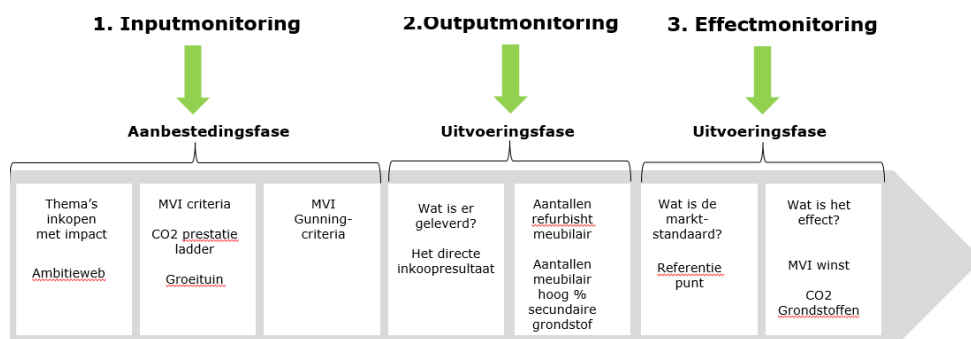 1. Inputmonitoring
2.Outputmonitoring
3. Effectmonitoring
Aanbestedingsfase
Uitvoeringsfase
Uitvoeringsfase
Thema's
inkopen
met impact
Ambitieweb
MVI criteria
CO2 prestatie
ladder
Groeituin
MVI
Gunning-
criteria
Wat is er
geleverd?
Het directe
inkoopresultaat
Aantallen
refurbisht
meubilair
Aantallen
meubilair
hoog %
secundaire
grondstof
Wat is de
markt-
standaard?
Referentie
punt
Wat is het
effect?
MVI winst
CO2
Grondstoffen